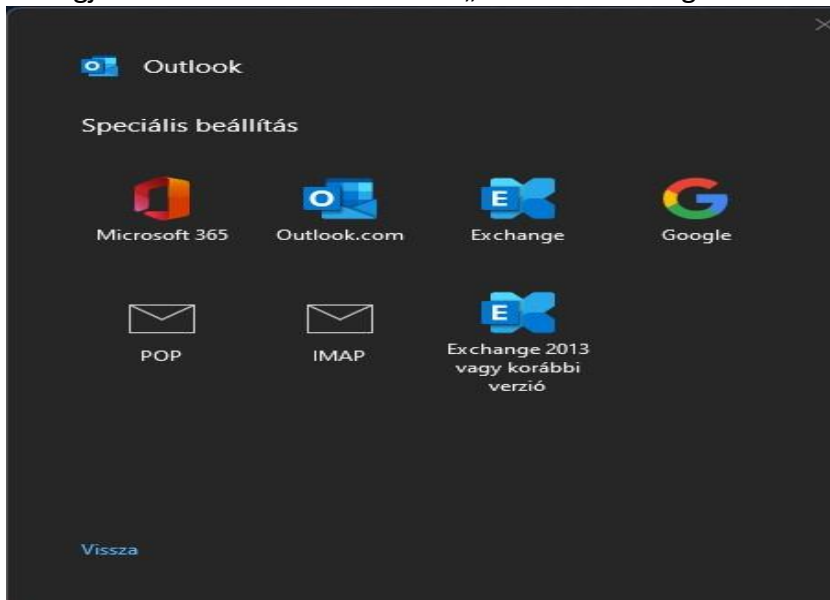 Outlook
Speciális beállítás
Microsoft 365 Outlook.com Exchange Google
POP IMAP Exchange 2013
vagy korábbi
verzió
Vissza